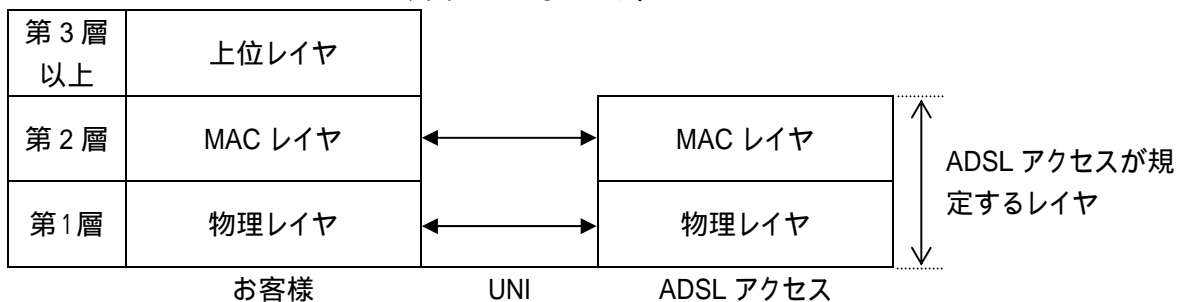 第3層
以上
上位レイヤ
第2層
MAC レイヤ
MAC レイヤ
ADSL アクセスが規
定するレイヤ
第1層
物理レイヤ
物理レイヤ
お客様
UNI
ADSL アクセス